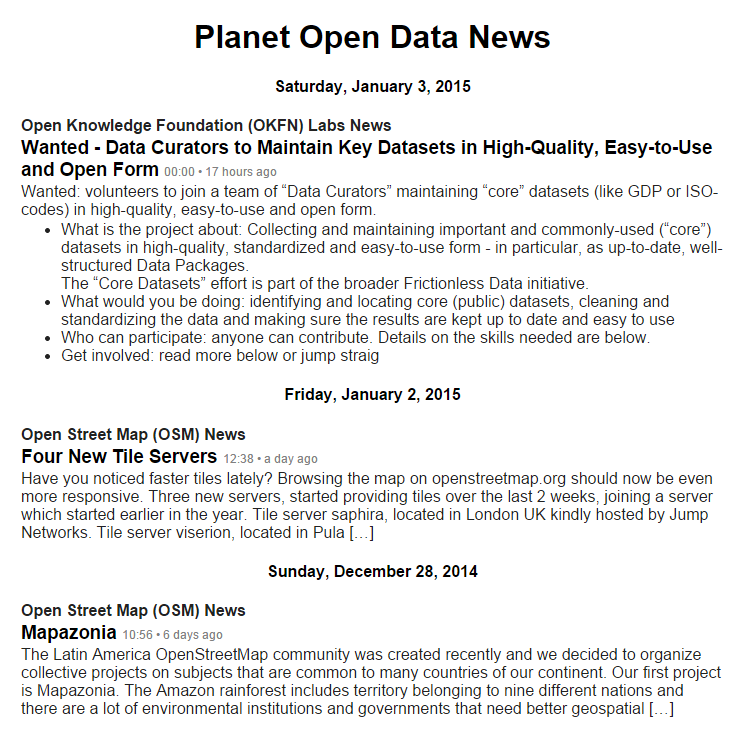 Planet Open Data News
Saturday, January 3, 2015
Open Knowledge Foundation (OKFN) Labs News
Wanted - Data Curators to Maintain Key Datasets in High-Quality, Easy-to-Use
and Open Form 00:00 • 17 hours ago
Wanted: volunteers to join a team of “Data Curators” maintaining “core” datasets (like GDP or ISO-
codes) in high-quality, easy-to-use and open form.
• What is the project about: Collecting and maintaining important and commonly-used (“core”)
datasets in high-quality, standardized and easy-to-use form - in particular, as up-to-date, well-
structured Data Packages.
The “Core Datasets” effort is part of the broader Frictionless Data initiative.
• What would you be doing: identifying and locating core (public) datasets, cleaning and
standardizing the data and making sure the results are kept up to date and easy to use
• Who can participate: anyone can contribute. Details on the skills needed are below.
• Get involved: read more below or jump straig
Friday, January 2, 2015
Open Street Map (OSM) News
Four New Tile Servers 12:38 • a day ago
Have you noticed faster tiles lately? Browsing the map on openstreetmap.org should now be even
more responsive. Three new servers, started providing tiles over the last 2 weeks, joining a server
which started earlier in the year. Tile server saphira, located in London UK kindly hosted by Jump
Networks. Tile server viserion, located in Pula […]
Sunday, December 28, 2014
Open Street Map (OSM) News
Mapazonia 10:56 • 6 days ago
The Latin America OpenStreetMap community was created recently and we decided to organize
collective projects on subjects that are common to many countries of our continent. Our first project
is Mapazonia. The Amazon rainforest includes territory belonging to nine different nations and
there are a lot of environmental institutions and governments that need better geospatial […]